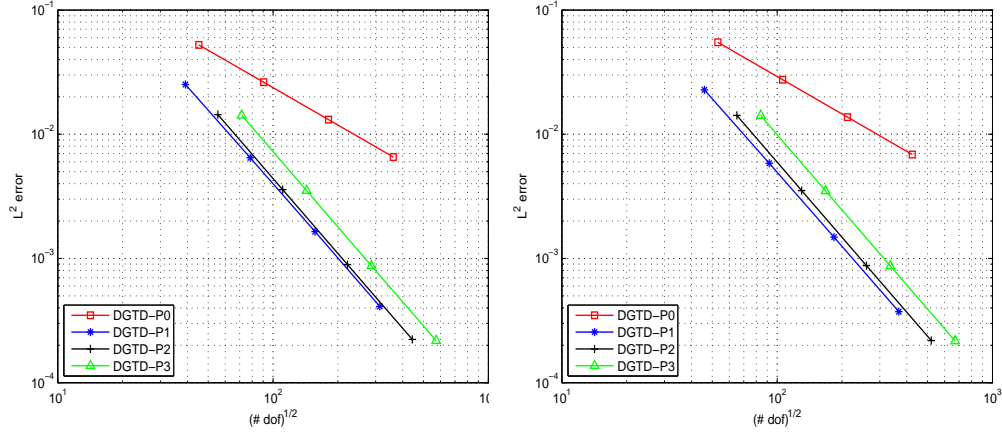 10^-1
10^-2
10^-3
10^-4
L^2 error
DGTD-P0
DGTD-P1
DGTD-P2
DGTD-P3
10^1
10^2
(# dof)^1/2
10^-1
10^-2
10^-3
10^-4
L^2 error
DGTD-P0
DGTD-P1
DGTD-P2
DGTD-P3
10^1
10^2
10^3
(# dof)^1/2